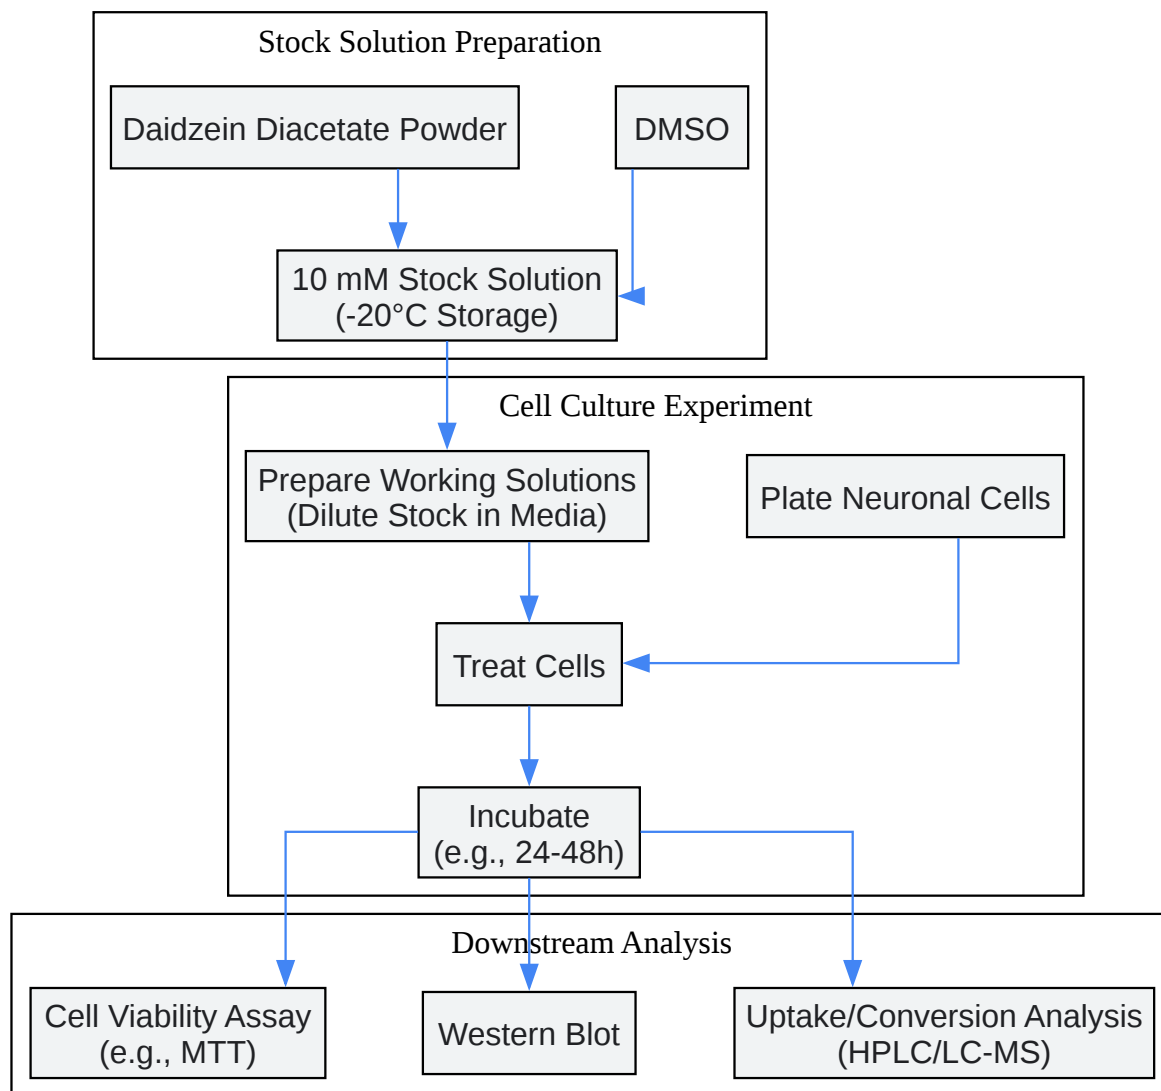 Stock Solution Preparation
Daidzein Diacetate Powder
DMSO
10 mM Stock Solution
(-20°C Storage)
Cell Culture Experiment
Prepare Working Solutions
(Dilute Stock in Media)
Plate Neuronal Cells
Treat Cells
Incubate
(e.g., 24-48h)
Downstream Analysis
Cell Viability Assay
(e.g., MTT)
Western Blot
Uptake/Conversion Analysis
(HPLC/LC-MS)